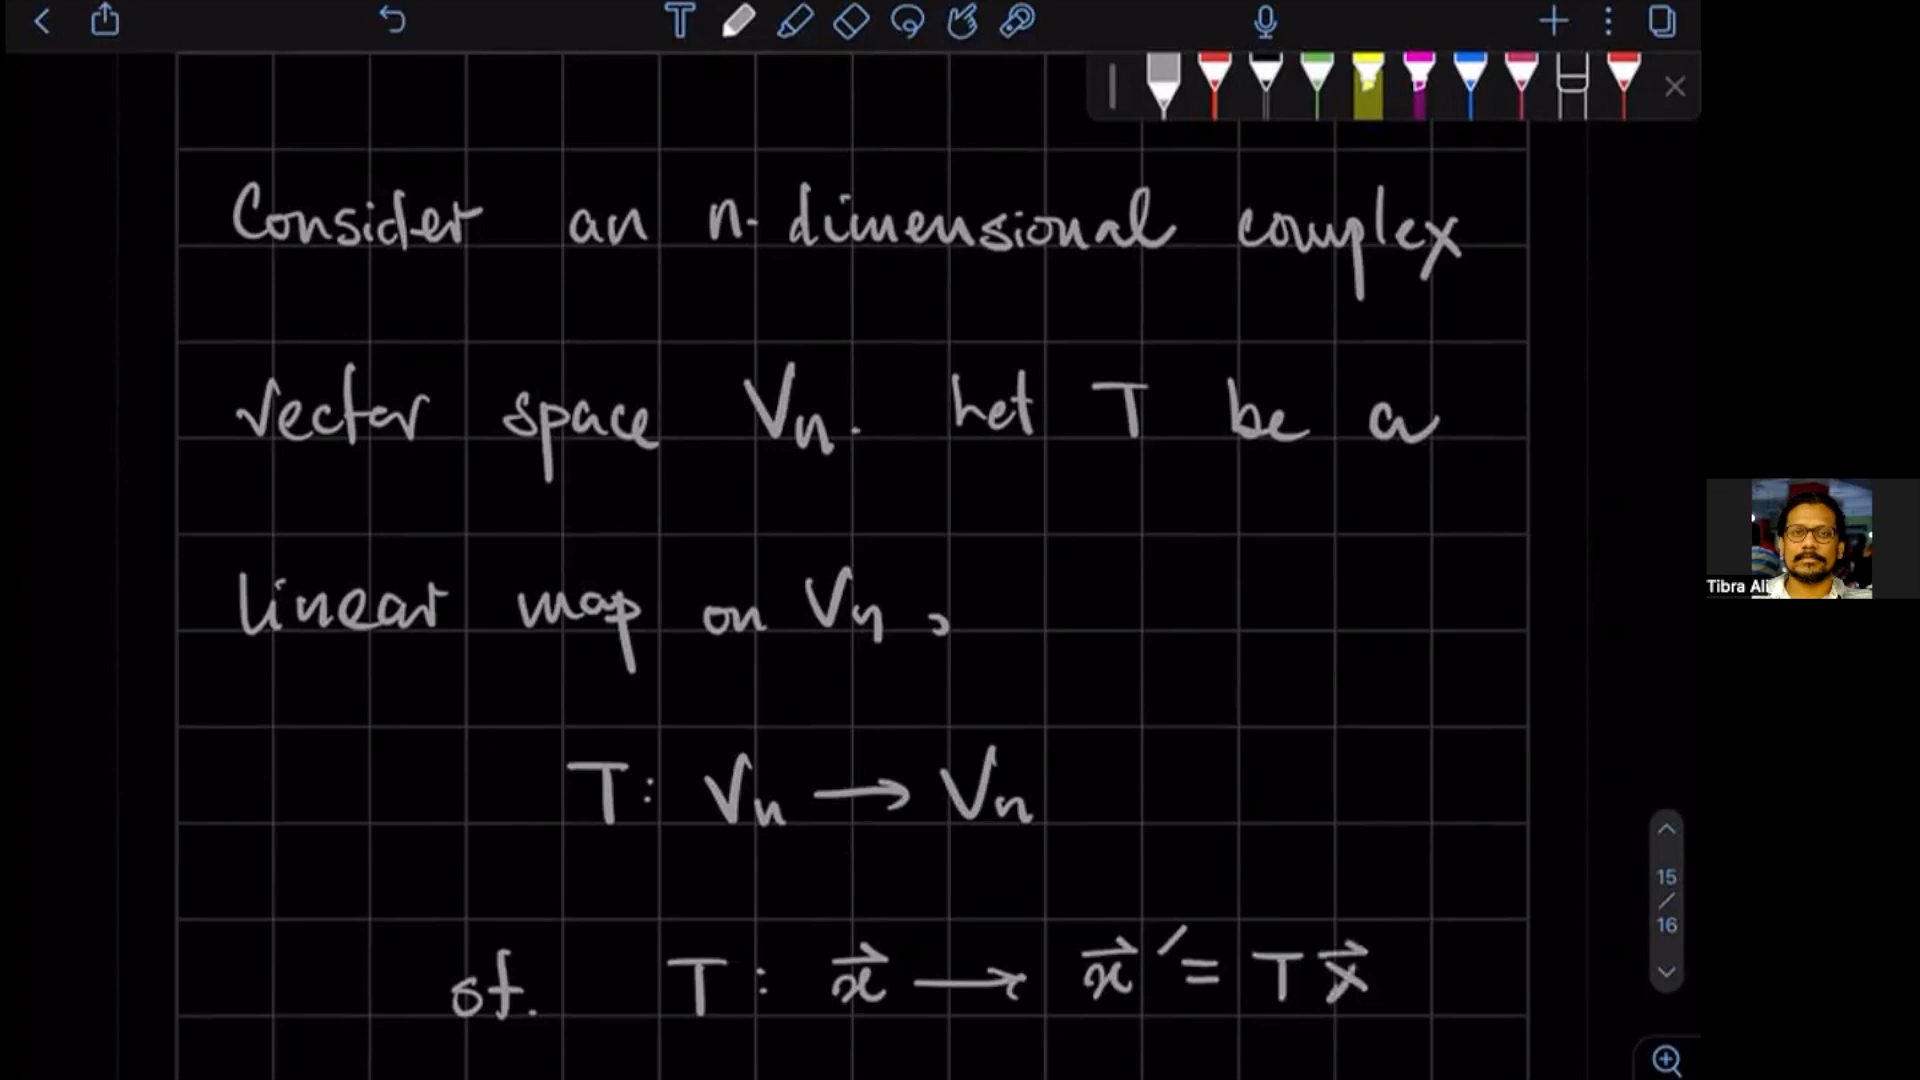 Consider an n-dimensional complex
vector space Vn. Let T be a
linear map on Vn,
T: Vn → Vn
st. T: x⃗ → x⃗′ = Tx⃗
15
/
16
Tibra Ali